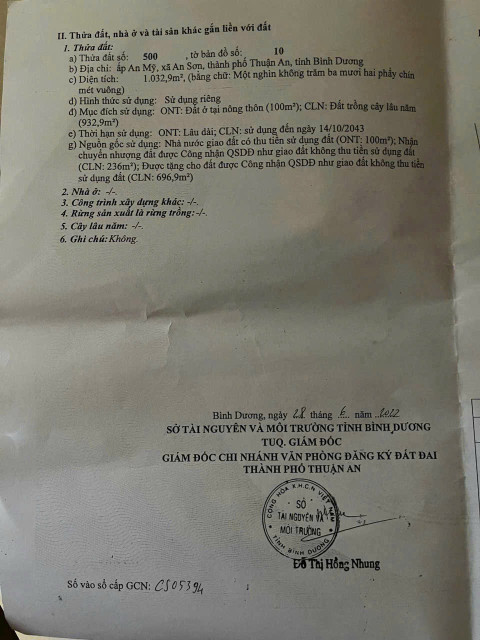 II. Thửa đất, nhà ở và tài sản khác gắn liền với đất
1. Thửa đất:
a) Thửa đất số: 500 , tờ bản đồ số: 10
b) Địa chỉ: ấp An Mỹ, xã An Sơn, thành phố Thuận An, tỉnh Bình Dương
c) Diện tích: 1.032,9m², (bằng chữ: Một nghìn không trăm ba mươi hai phẩy chín
mét vuông)
d) Hình thức sử dụng: Sử dụng riêng
đ) Mục đích sử dụng: ONT: Đất ở tại nông thôn (100m²); CLN: Đất trồng cây lâu năm
(932,9m²)
e) Thời hạn sử dụng: ONT: Lâu dài; CLN: sử dụng đến ngày 14/10/2043
g) Nguồn gốc sử dụng: Nhà nước giao đất có thu tiền sử dụng đất (ONT: 100m²); Nhận
chuyển nhượng đất được Công nhận QSDĐ như giao đất không thu tiền sử dụng đất
(CLN: 236m²); Được tặng cho đất được Công nhận QSDĐ như giao đất không thu tiền
sử dụng đất (CLN: 696,9m²)
2. Nhà ở: -/-.
3. Công trình xây dựng khác: -/-.
4. Rừng sản xuất là rừng trồng: -/-.
5. Cây lâu năm: -/-.
6. Ghi chú: Không.
Bình Dương, ngày 28 tháng 6 năm 2022
SỞ TÀI NGUYÊN VÀ MÔI TRƯỜNG TỈNH BÌNH DƯƠNG
TUQ. GIÁM ĐỐC
GIÁM ĐỐC CHI NHÁNH VĂN PHÒNG ĐĂNG KÝ ĐẤT ĐAI
THÀNH PHỐ THUẬN AN
CỘNG HÒA X.H.C.N VIỆT NAM
SỞ
TÀI NGUYÊN VÀ
MÔI TRƯỜNG
TỈNH BÌNH DƯƠNG
Đỗ Thị Hồng Nhung
Số vào sổ cấp GCN: CS05394